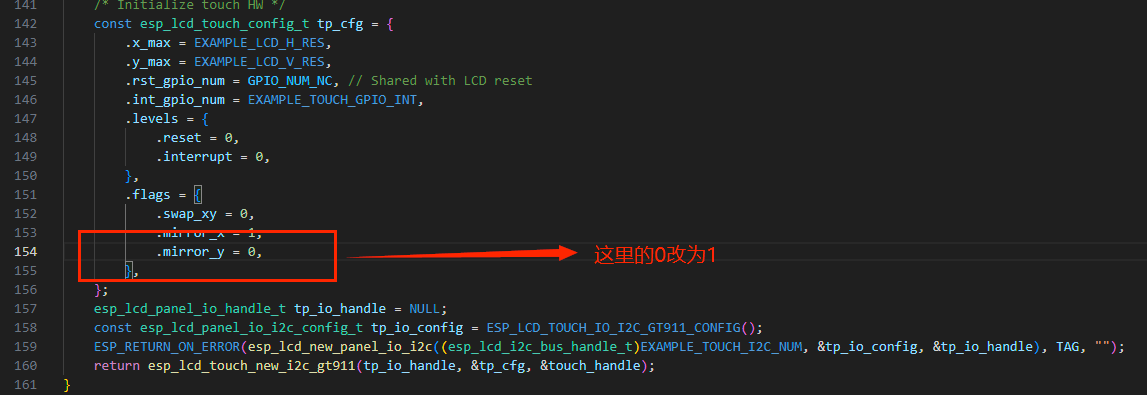 141 /* Initialize touch HW */
142 const esp_lcd_touch_config_t tp_cfg = {
143 .x_max = EXAMPLE_LCD_H_RES,
144 .y_max = EXAMPLE_LCD_V_RES,
145 .rst_gpio_num = GPIO_NUM_NC, // Shared with LCD reset
146 .int_gpio_num = EXAMPLE_TOUCH_GPIO_INT,
147 .levels = {
148 .reset = 0,
149 .interrupt = 0,
150 },
151 .flags = {
152 .swap_xy = 0,
153 .mirror_x = 1,
154 .mirror_y = 0,
这里的0改为1
155 },
156 };
157 esp_lcd_panel_io_handle_t tp_io_handle = NULL;
158 const esp_lcd_panel_io_i2c_config_t tp_io_config = ESP_LCD_TOUCH_IO_I2C_GT911_CONFIG();
159 ESP_RETURN_ON_ERROR(esp_lcd_new_panel_io_i2c((esp_lcd_i2c_bus_handle_t)EXAMPLE_TOUCH_I2C_NUM, &tp_io_config, &tp_io_handle), TAG, "");
160 return esp_lcd_touch_new_i2c_gt911(tp_io_handle, &tp_cfg, &touch_handle);
161 }